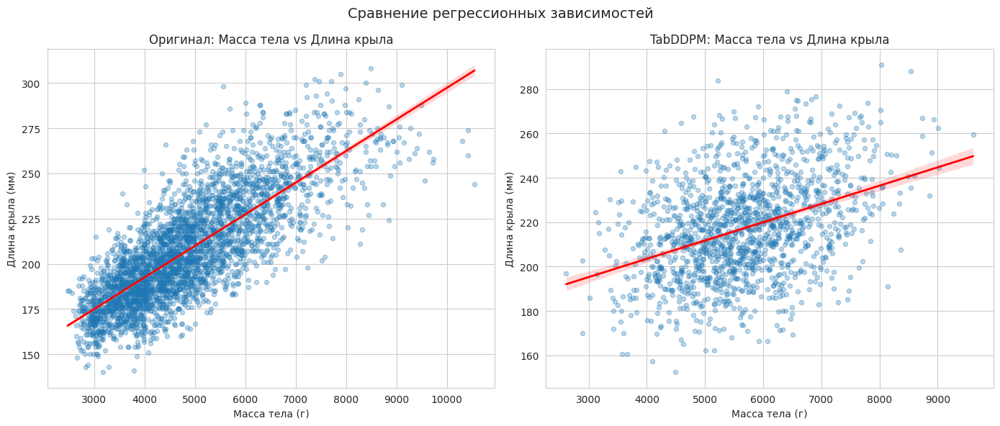 Сравнение регрессионных зависимостей
Оригинал: Масса тела vs Длина крыла
300
275
250
225
200
175
150
Длина крыла (мм)
3000 4000 5000 6000 7000 8000 9000 10000
Масса тела (г)
TabDDPM: Масса тела vs Длина крыла
280
260
240
220
200
180
160
Длина крыла (мм)
3000 4000 5000 6000 7000 8000 9000
Масса тела (г)